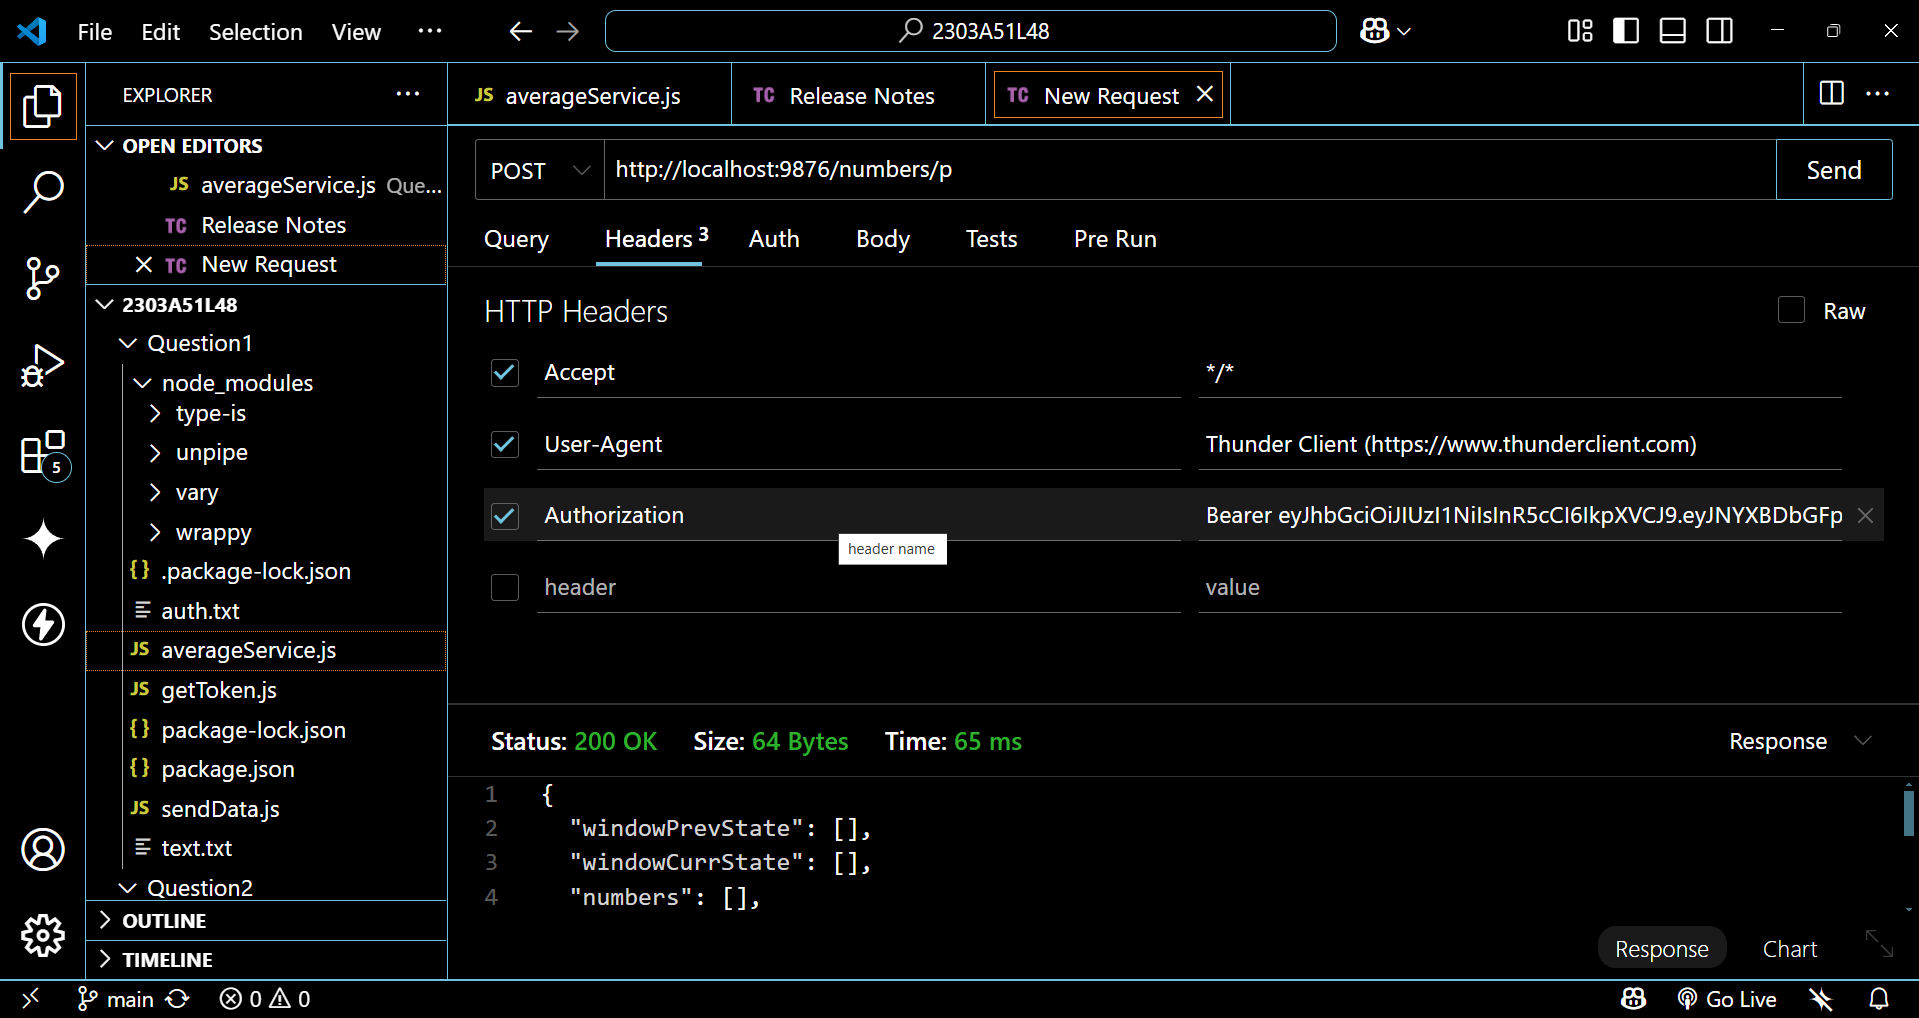 File Edit Selection View ··· 2303A51L48
EXPLORER ···
OPEN EDITORS
JS averageService.js Que...
TC Release Notes
TC New Request
2303A51L48
Question1
node_modules
type-is
unpipe
vary
wrappy
{} .package-lock.json
auth.txt
JS averageService.js
JS getToken.js
{} package-lock.json
{} package.json
JS sendData.js
text.txt
Question2
OUTLINE
TIMELINE
5
JS averageService.js TC Release Notes TC New Request
POST http://localhost:9876/numbers/p Send
Query Headers 3 Auth Body Tests Pre Run
HTTP Headers Raw
Accept */*
User-Agent Thunder Client (https://www.thunderclient.com)
Authorization Bearer eyJhbGciOiJIUzI1NiIsInR5cCI6IkpXVCJ9.eyJNYXBDbGFp
header name
header value
Status: 200 OK Size: 64 Bytes Time: 65 ms Response
1 {
2 "windowPrevState": [],
3 "windowCurrState": [],
4 "numbers": [],
Response Chart
main 0 0 Go Live